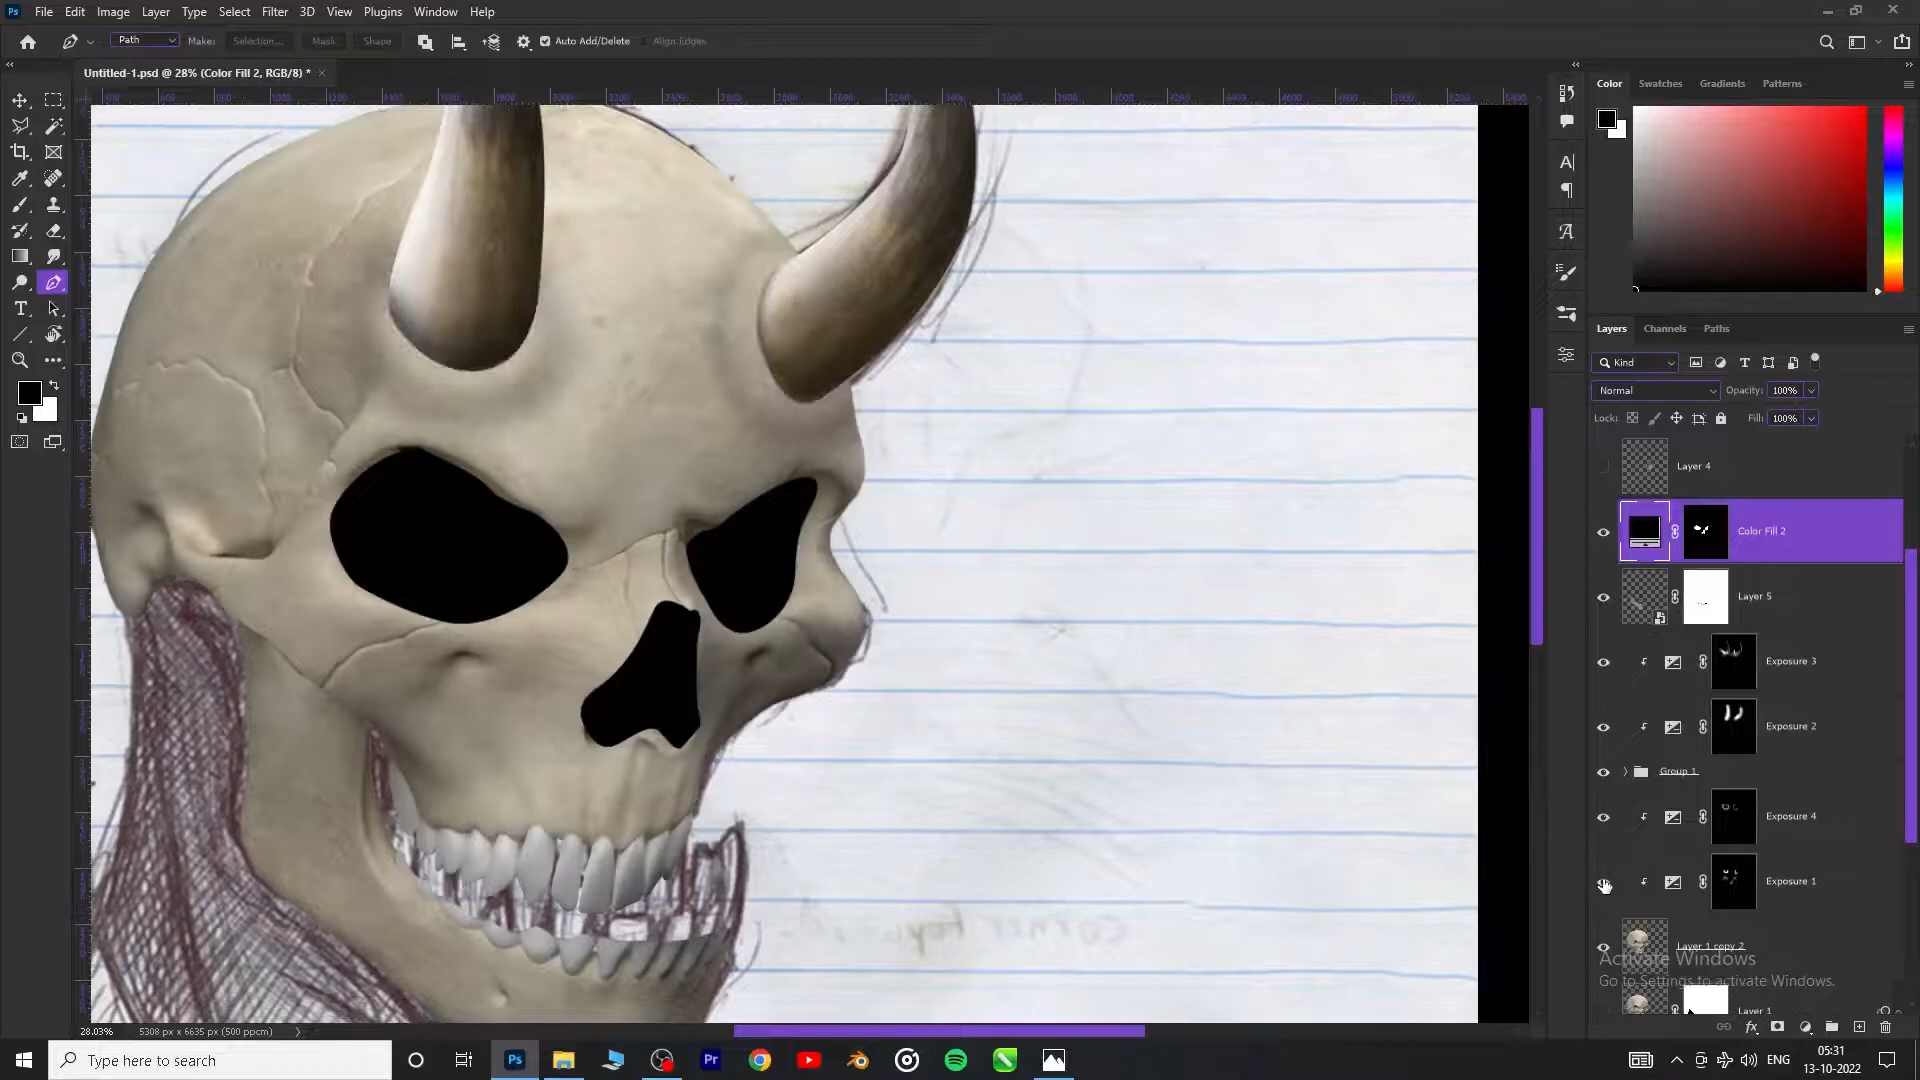 Ps File Edit Image Layer Type Select Filter 3D View Plugins Window Help
Path Make: Selection... Mask Shape Auto Add/Delete Align Edges
Untitled-1.psd @ 28% (Color Fill 2, RGB/8) *
Color Swatches Gradients Patterns
Layers Channels Paths
Kind
Normal Opacity: 100%
Lock: Fill: 100%
Layer 4
Color Fill 2
Layer 5
Exposure 3
Exposure 2
Group 1
Exposure 4
Exposure 1
Layer 1 copy 2
Activate Windows
Go to Settings to activate Windows.
Layer 1
28.03% 5308 px x 6635 px (500 ppcm)
Type here to search
Ps Pr
ENG
05:31
13-10-2022